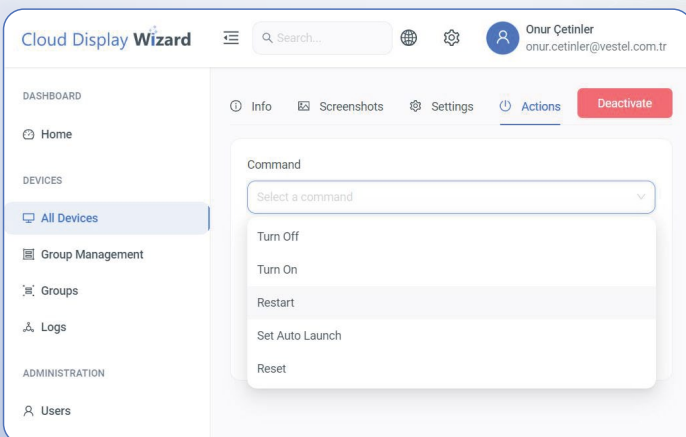 Cloud Display Wizard
Search...
Onur Çetinler
onur.cetinler@vestel.com.tr
DASHBOARD
Home
DEVICES
All Devices
Group Management
Groups
Logs
ADMINISTRATION
Users
Info
Screenshots
Settings
Actions
Deactivate
Command
Select a command
Turn Off
Turn On
Restart
Set Auto Launch
Reset